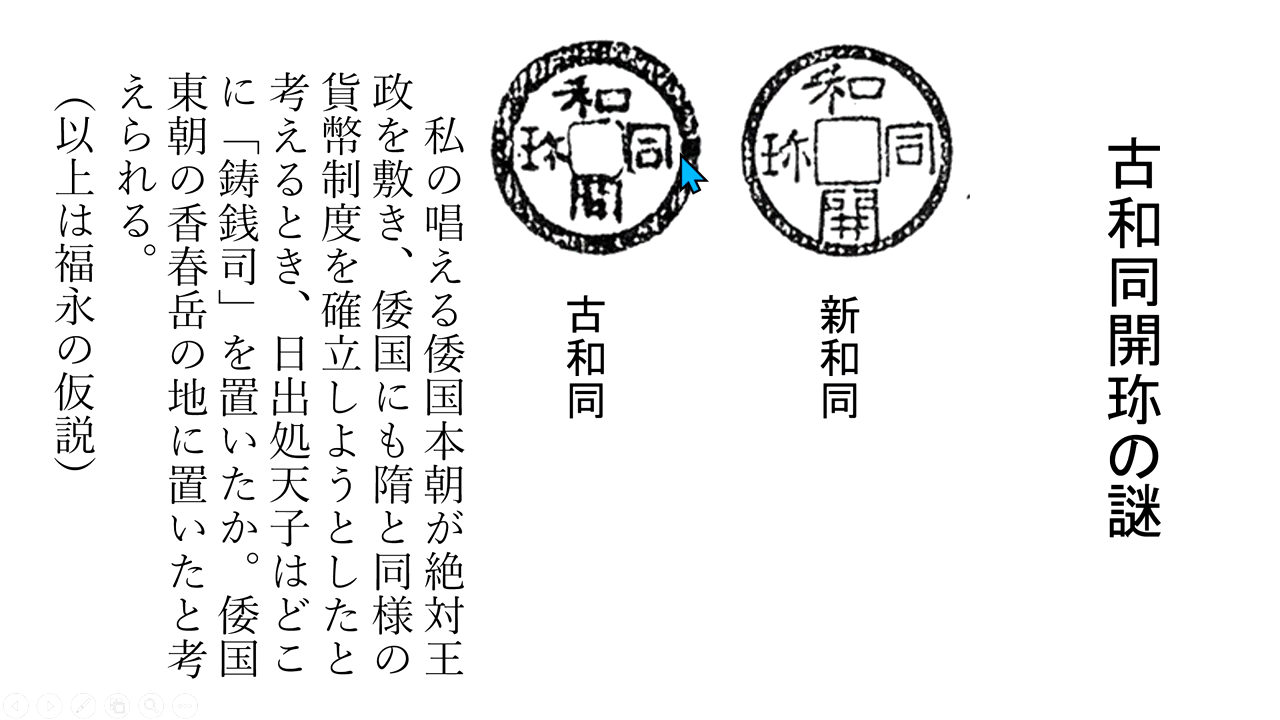 古和同開珎の謎
和同開珎
新和同
和同開珎
古和同
私の唱える倭国本朝が絶対王
政を敷き、倭国にも隋と同様の
貨幣制度を確立しようとしたと
考えるとき、日出処天子はどこ
に「鋳銭司」を置いたか。倭国
東朝の香春岳の地に置いたと考
えられる。
（以上は福永の仮説）